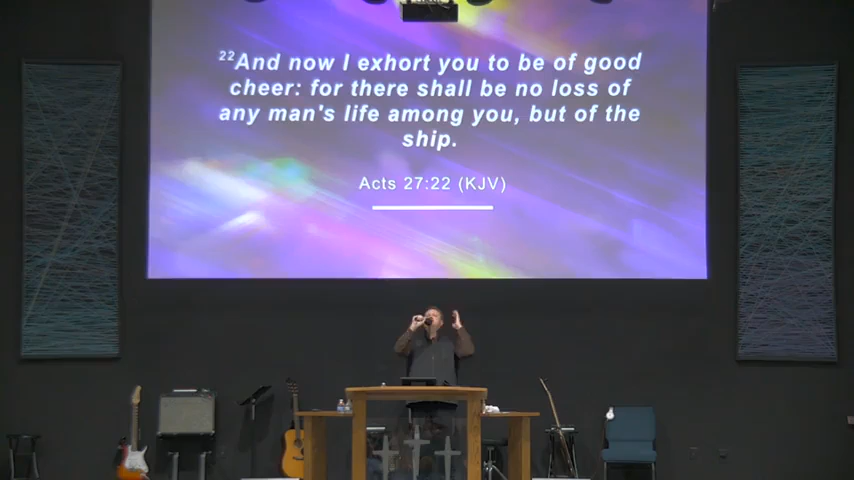 22And now I exhort you to be of good
cheer: for there shall be no loss of
any man's life among you, but of the
ship.
Acts 27:22 (KJV)